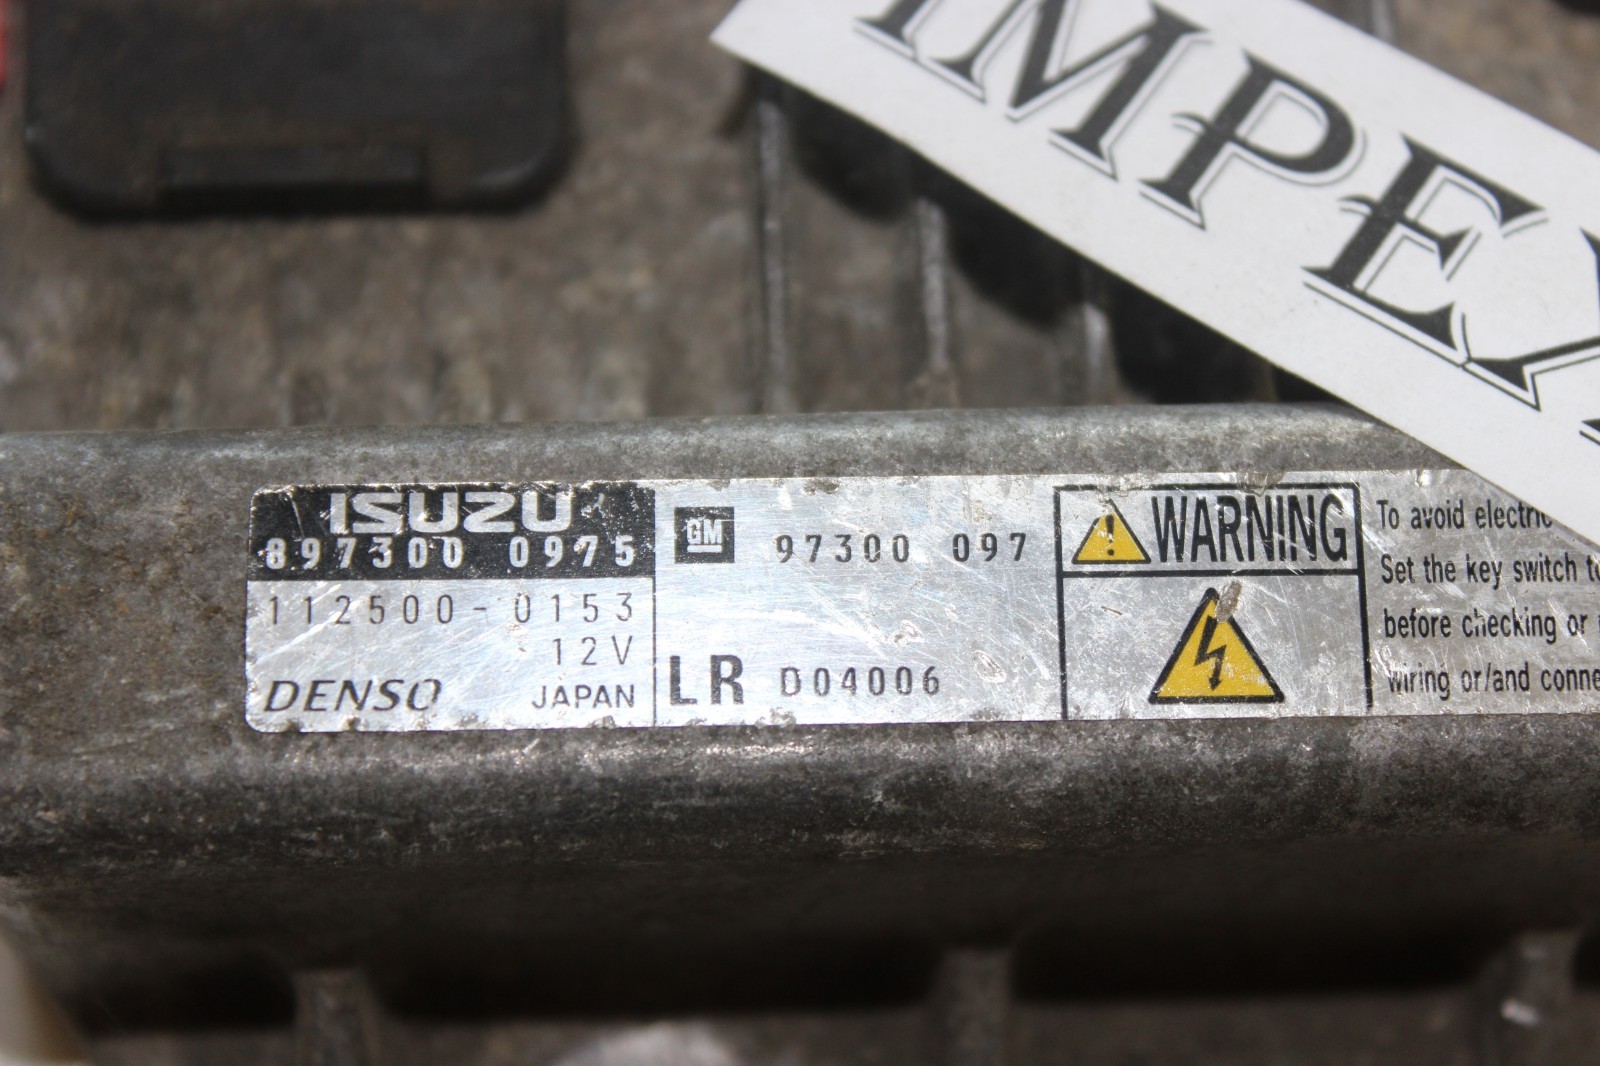 IMPEX
ISUZU
897300 0975
112500-0153
12V
DENSO JAPAN
GM 97300 097
LR D04006
WARNING
To avoid electric
Set the key switch to
before checking or
wiring or/and conne